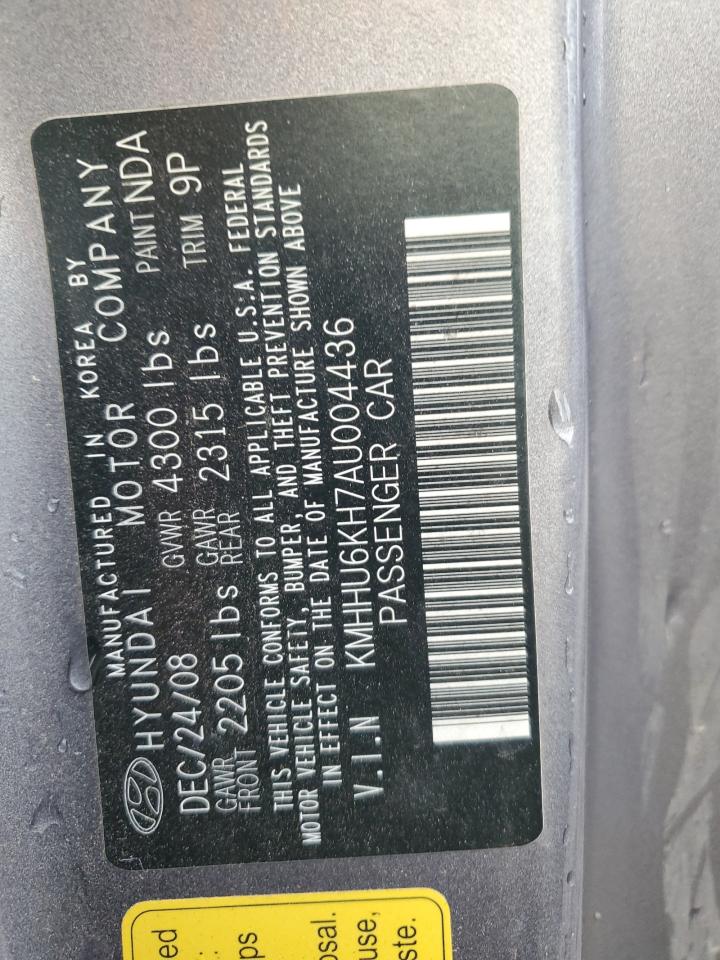 MANUFACTURED IN KOREA BY
HYUNDAI MOTOR COMPANY
DEC/24/08 GVWR 4300 lbs PAINT NDA
GAWR FRONT 2205 lbs GAWR REAR 2315 lbs TRIM 9P
THIS VEHICLE CONFORMS TO ALL APPLICABLE U.S.A. FEDERAL
MOTOR VEHICLE SAFETY, BUMPER, AND THEFT PREVENTION STANDARDS
IN EFFECT ON THE DATE OF MANUFACTURE SHOWN ABOVE
V.I.N KMHHU6KH7AU004436
PASSENGER CAR
ed
ps
osal.
use,
ste.